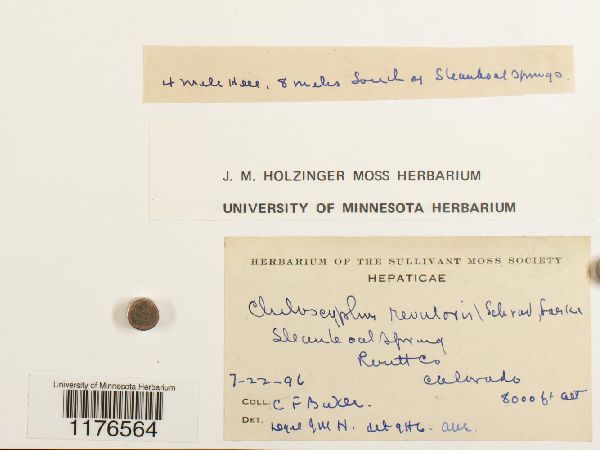 4 mile Hill, 8 miles South of Steamboat Springs.
J. M. HOLZINGER MOSS HERBARIUM
UNIVERSITY OF MINNESOTA HERBARIUM
HERBARIUM OF THE SULLIVANT MOSS SOCIETY
HEPATICAE
Steamboat Spring
Routt Co
7-22-96 Colorado
COLL. C F Baker. 8000 ft alt
DET.
University of Minnesota Herbarium
1176564